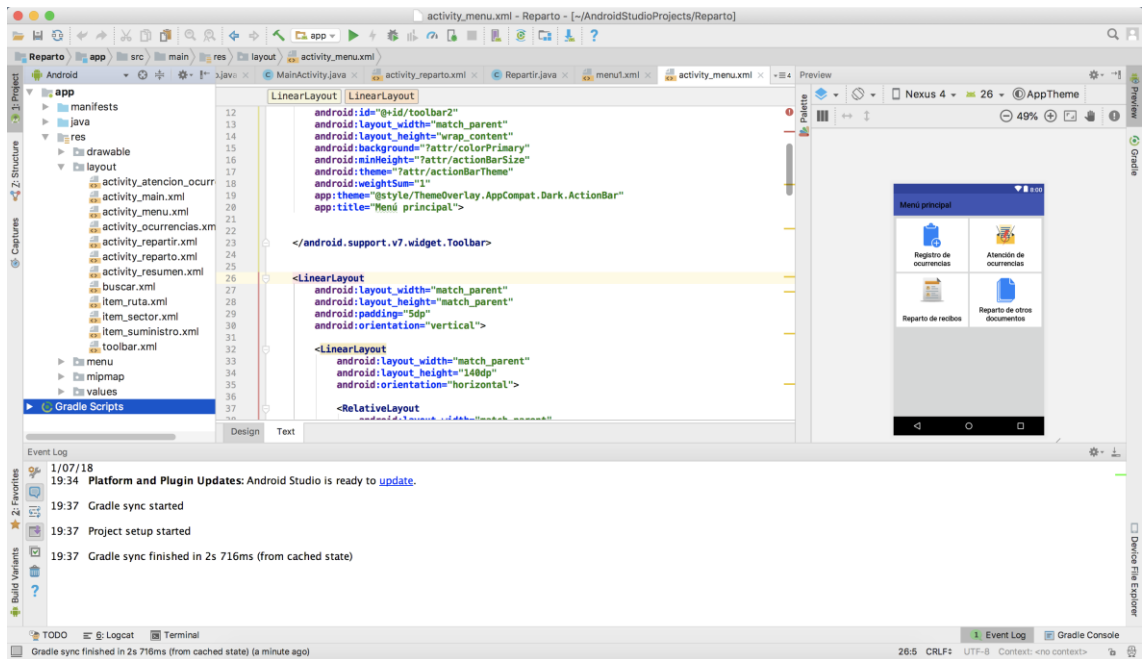 activity_menu.xml - Reparto - [~/AndroidStudioProjects/Reparto]
app
Reparto app src main res layout activity_menu.xml
Android
MainActivity.java activity_reparto.xml Repartir.java menu1.xml activity_menu.xml
Preview
1: Project
Z: Structure
Captures
2: Favorites
Build Variants
app
manifests
java
res
drawable
layout
activity_atencion_ocurr
activity_main.xml
activity_menu.xml
activity_ocurrencias.xm
activity_repartir.xml
activity_reparto.xml
activity_resumen.xml
buscar.xml
item_ruta.xml
item_sector.xml
item_suministro.xml
toolbar.xml
menu
mipmap
values
Gradle Scripts
LinearLayout LinearLayout
12 android:id="@+id/toolbar2"
13 android:layout_width="match_parent"
14 android:layout_height="wrap_content"
15 android:background="?attr/colorPrimary"
16 android:minHeight="?attr/actionBarSize"
17 android:theme="?attr/actionBarTheme"
18 android:weightSum="1"
19 app:theme="@style/ThemeOverlay.AppCompat.Dark.ActionBar"
20 app:title="Menú principal">
21
22
23 </android.support.v7.widget.Toolbar>
24
25
26 <LinearLayout
27 android:layout_width="match_parent"
28 android:layout_height="match_parent"
29 android:padding="5dp"
30 android:orientation="vertical">
31
32 <LinearLayout
33 android:layout_width="match_parent"
34 android:layout_height="140dp"
35 android:orientation="horizontal">
36
37 <RelativeLayout
Design Text
Palette
Nexus 4 26 AppTheme
49%
8:00
Menú principal
Registro de ocurrencias
Atención de ocurrencias
Reparto de recibos
Reparto de otros documentos
Preview
Gradle
Device File Explorer
Event Log
1/07/18
19:34 Platform and Plugin Updates: Android Studio is ready to update.
19:37 Gradle sync started
19:37 Project setup started
19:37 Gradle sync finished in 2s 716ms (from cached state)
TODO 6: Logcat Terminal
1 Event Log Gradle Console
Gradle sync finished in 2s 716ms (from cached state) (a minute ago)
26:5 CRLF UTF-8 Context: <no context>